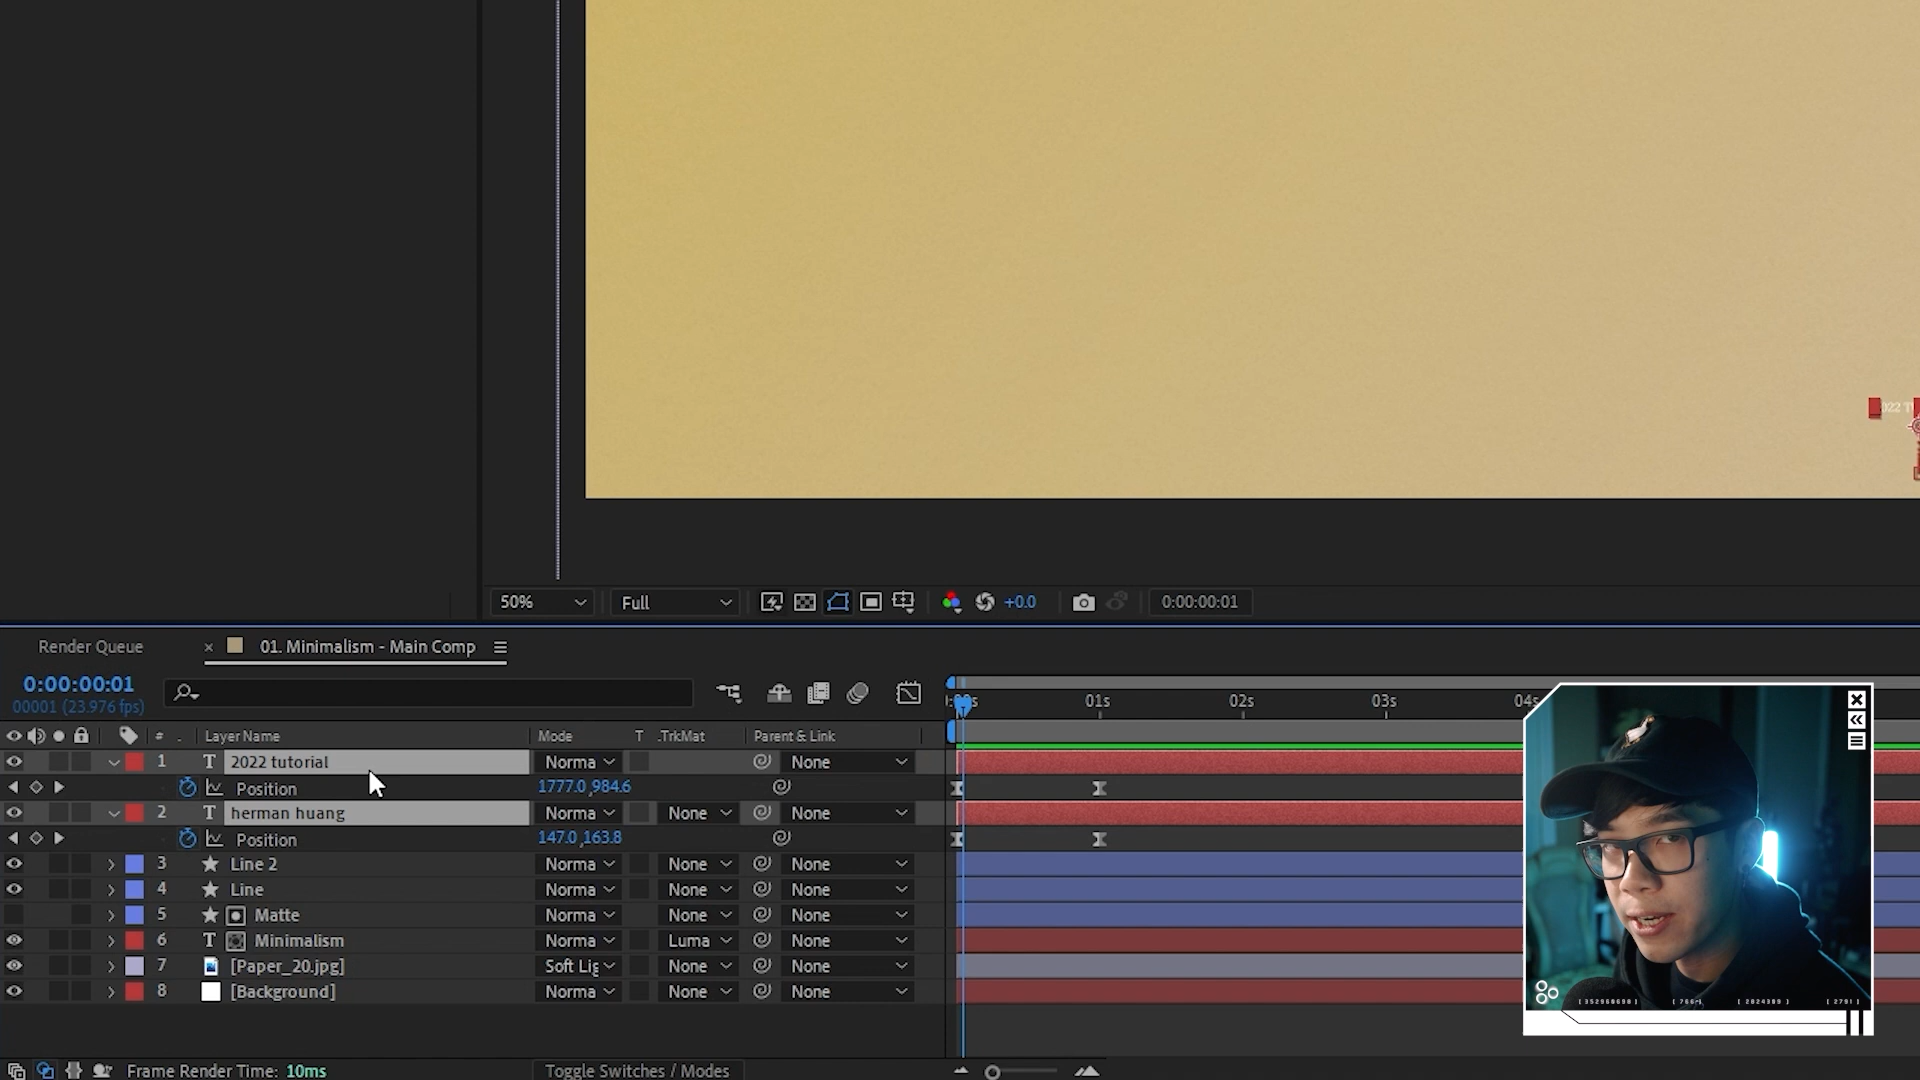 50%
Full
+0.0
0:00:00:01
Render Queue
× 01. Minimalism - Main Comp
0:00:00:01
00001 (23.976 fps)
01s
02s
03s
04s
# . Layer Name Mode T .TrkMat Parent & Link
1 T 2022 tutorial Norma None
Position 1777.0,984.6
2 T herman huang Norma None None
Position 147.0,163.8
3 Line 2 Norma None None
4 Line Norma None None
5 Matte Norma None None
6 T Minimalism Norma Luma None
7 [Paper_20.jpg] Soft Lig None None
8 [Background] Norma None None
Frame Render Time: 10ms
Toggle Switches / Modes